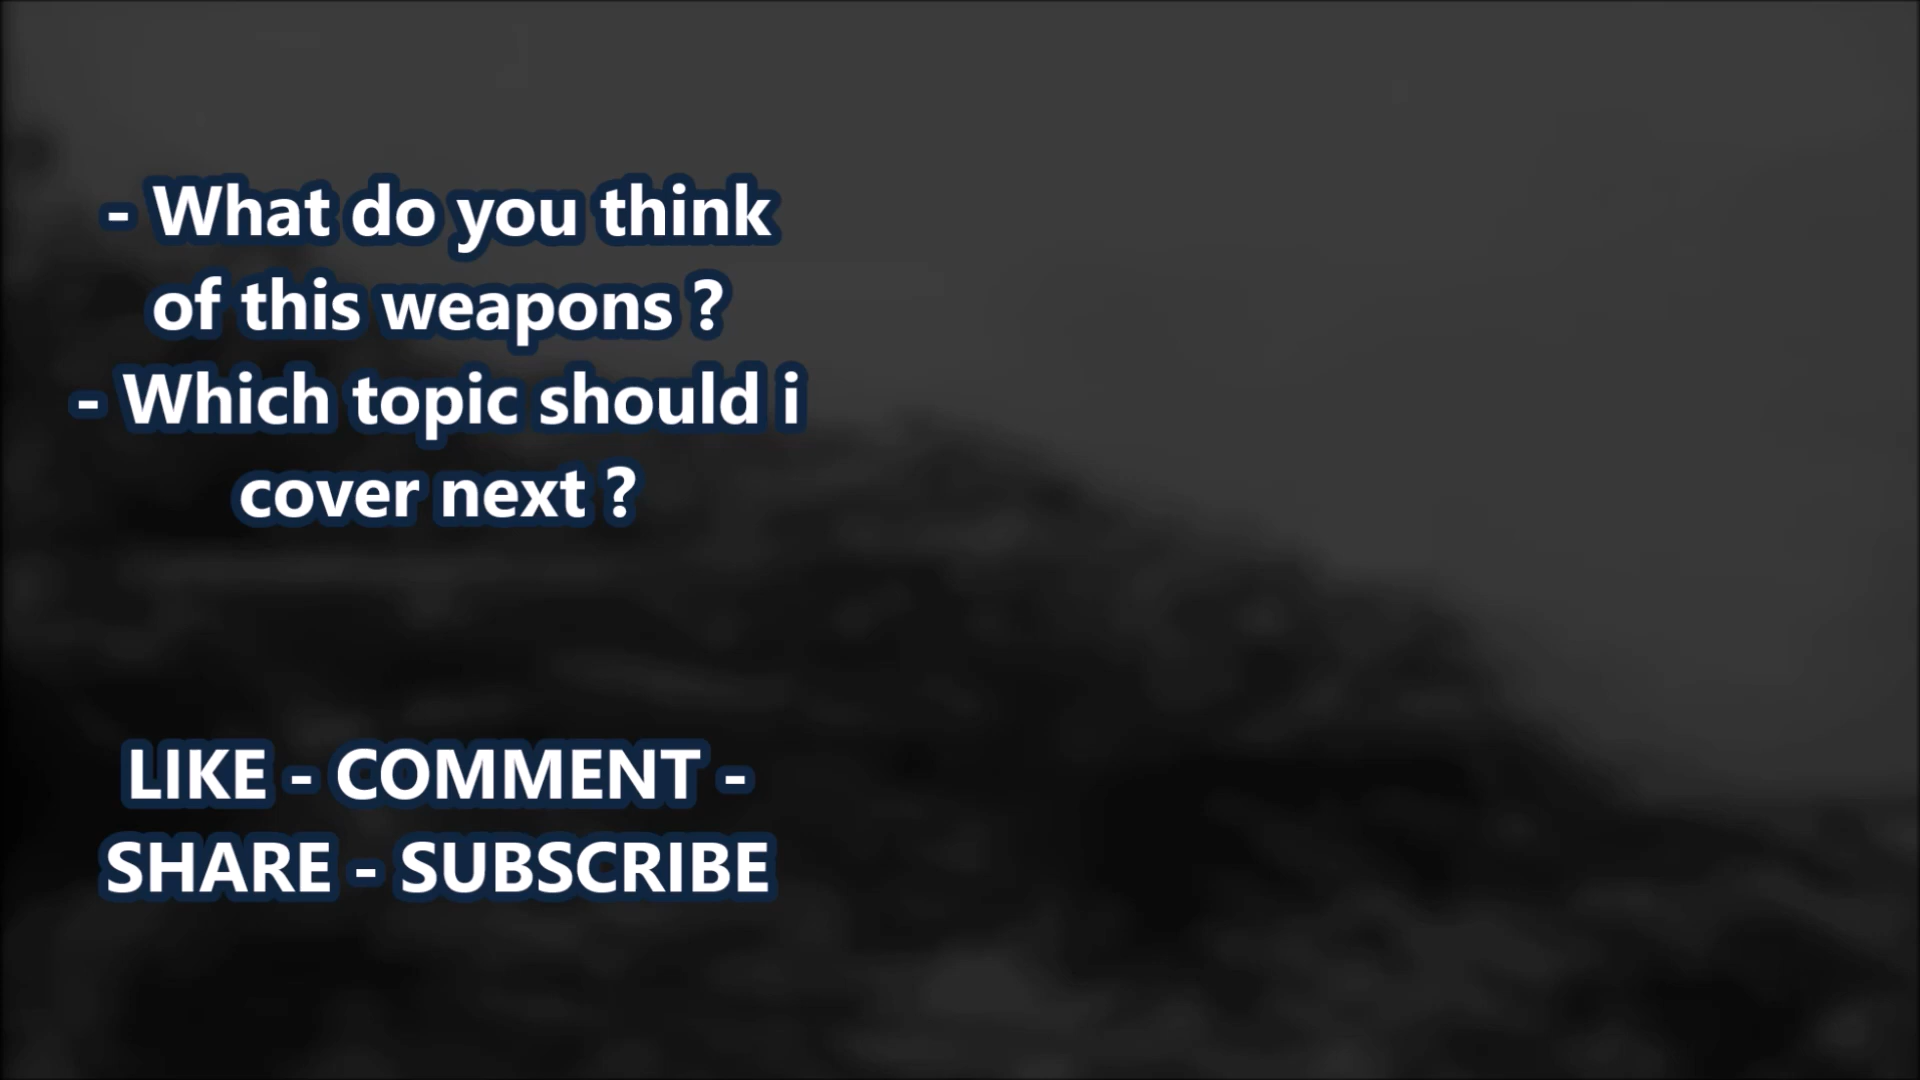 - What do you think
of this weapons ?
- Which topic should i
cover next ?
LIKE - COMMENT -
SHARE - SUBSCRIBE